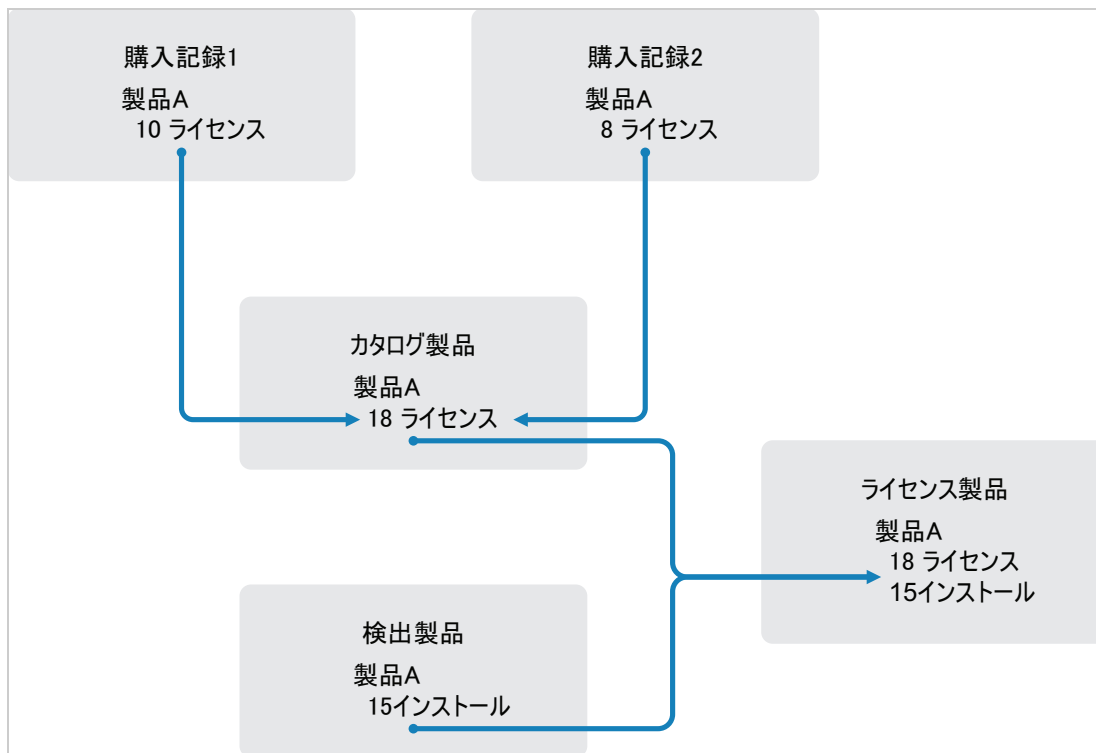 購入記録1
製品A
10 ライセンス
購入記録2
製品A
8 ライセンス
カタログ製品
製品A
18 ライセンス
ライセンス製品
製品A
18 ライセンス
15インストール
検出製品
製品A
15インストール